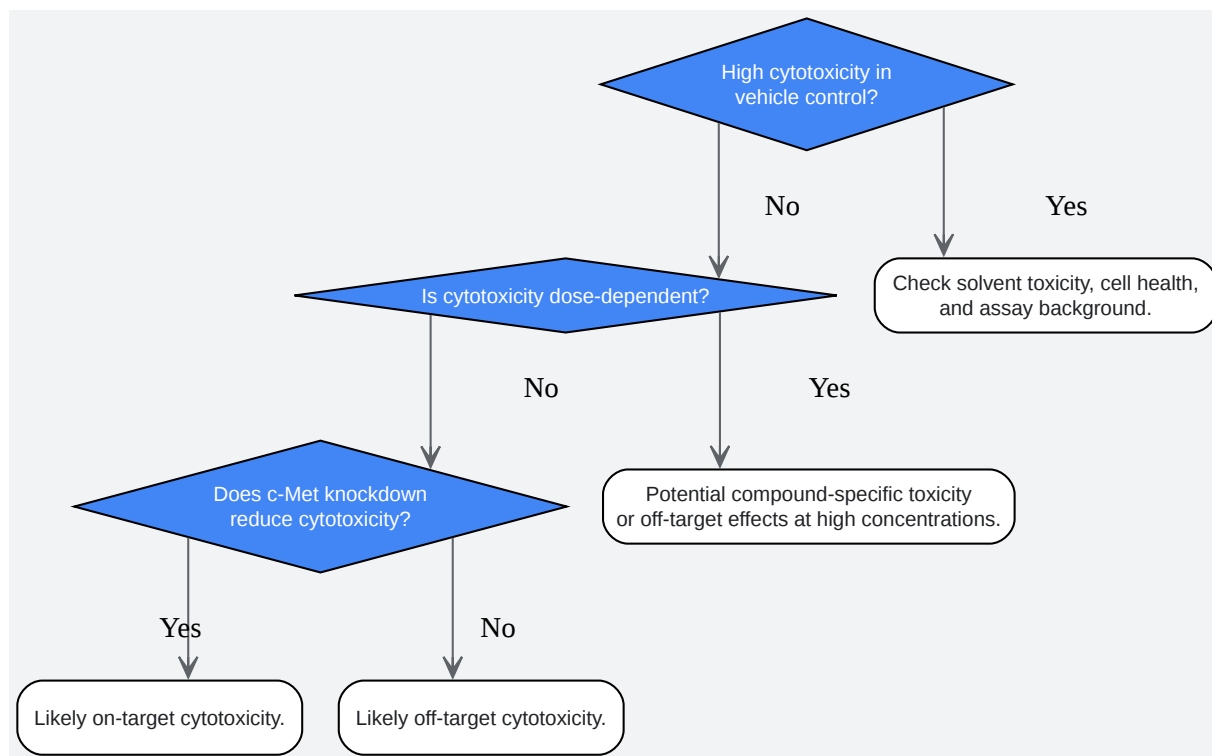 High cytotoxicity in
vehicle control?
No
Yes
Check solvent toxicity, cell health,
and assay background.
Is cytotoxicity dose-dependent?
No
Yes
Does c-Met knockdown
reduce cytotoxicity?
Potential compound-specific toxicity
or off-target effects at high concentrations.
Yes
No
Likely on-target cytotoxicity.
Likely off-target cytotoxicity.